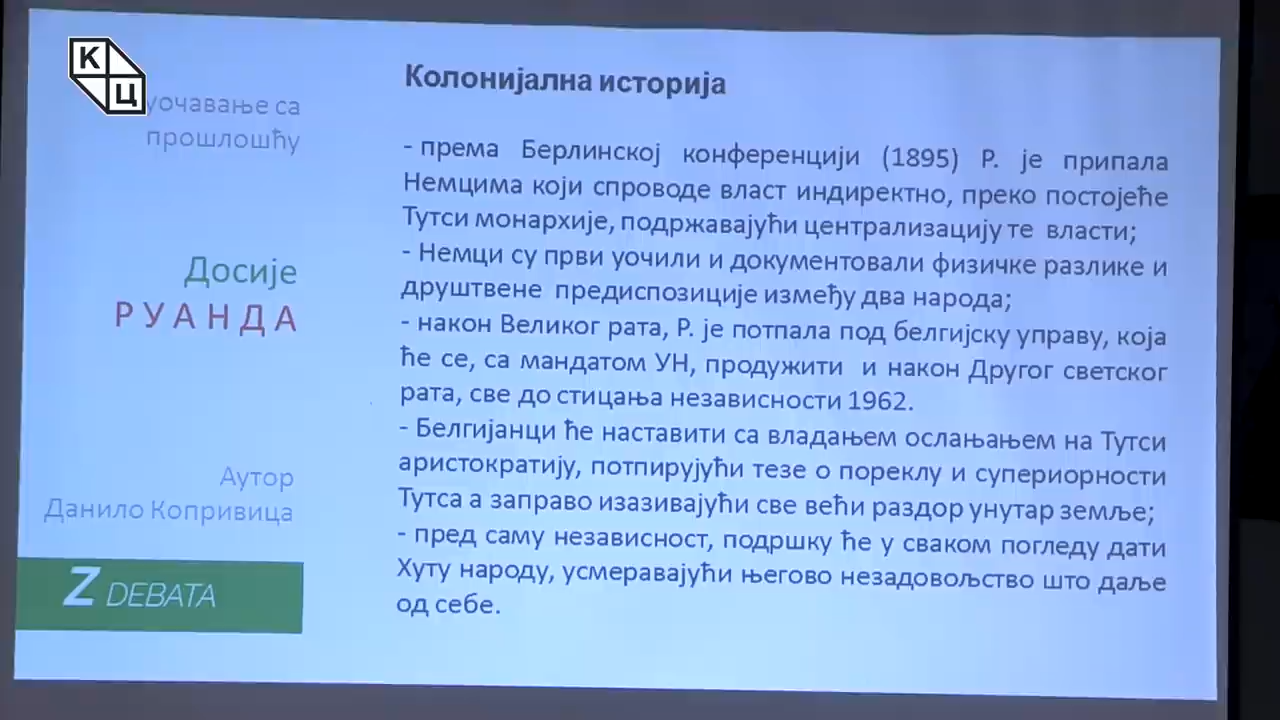 К
Ц
уочавање са
прошлошћу
Досије
РУАНДА
Аутор
Данило Копривица
Z DEBATA
Колонијална историја
- према Берлинској конференцији (1895) Р. је припала
Немцима који спроводе власт индиректно, преко постојеће
Тутси монархије, подржавајући централизацију те власти;
- Немци су први уочили и документовали физичке разлике и
друштвене предиспозиције између два народа;
- након Великог рата, Р. је потпала под белгијску управу, која
ће се, са мандатом УН, продужити и након Другог светског
рата, све до стицања независности 1962.
- Белгијанци ће наставити са владањем ослањањем на Тутси
аристократију, потпирујући тезе о пореклу и супериорности
Тутса а заправо изазивајући све већи раздор унутар земље;
- пред саму независност, подршку ће у сваком погледу дати
Хуту народу, усмеравајући његово незадовољство што даље
од себе.